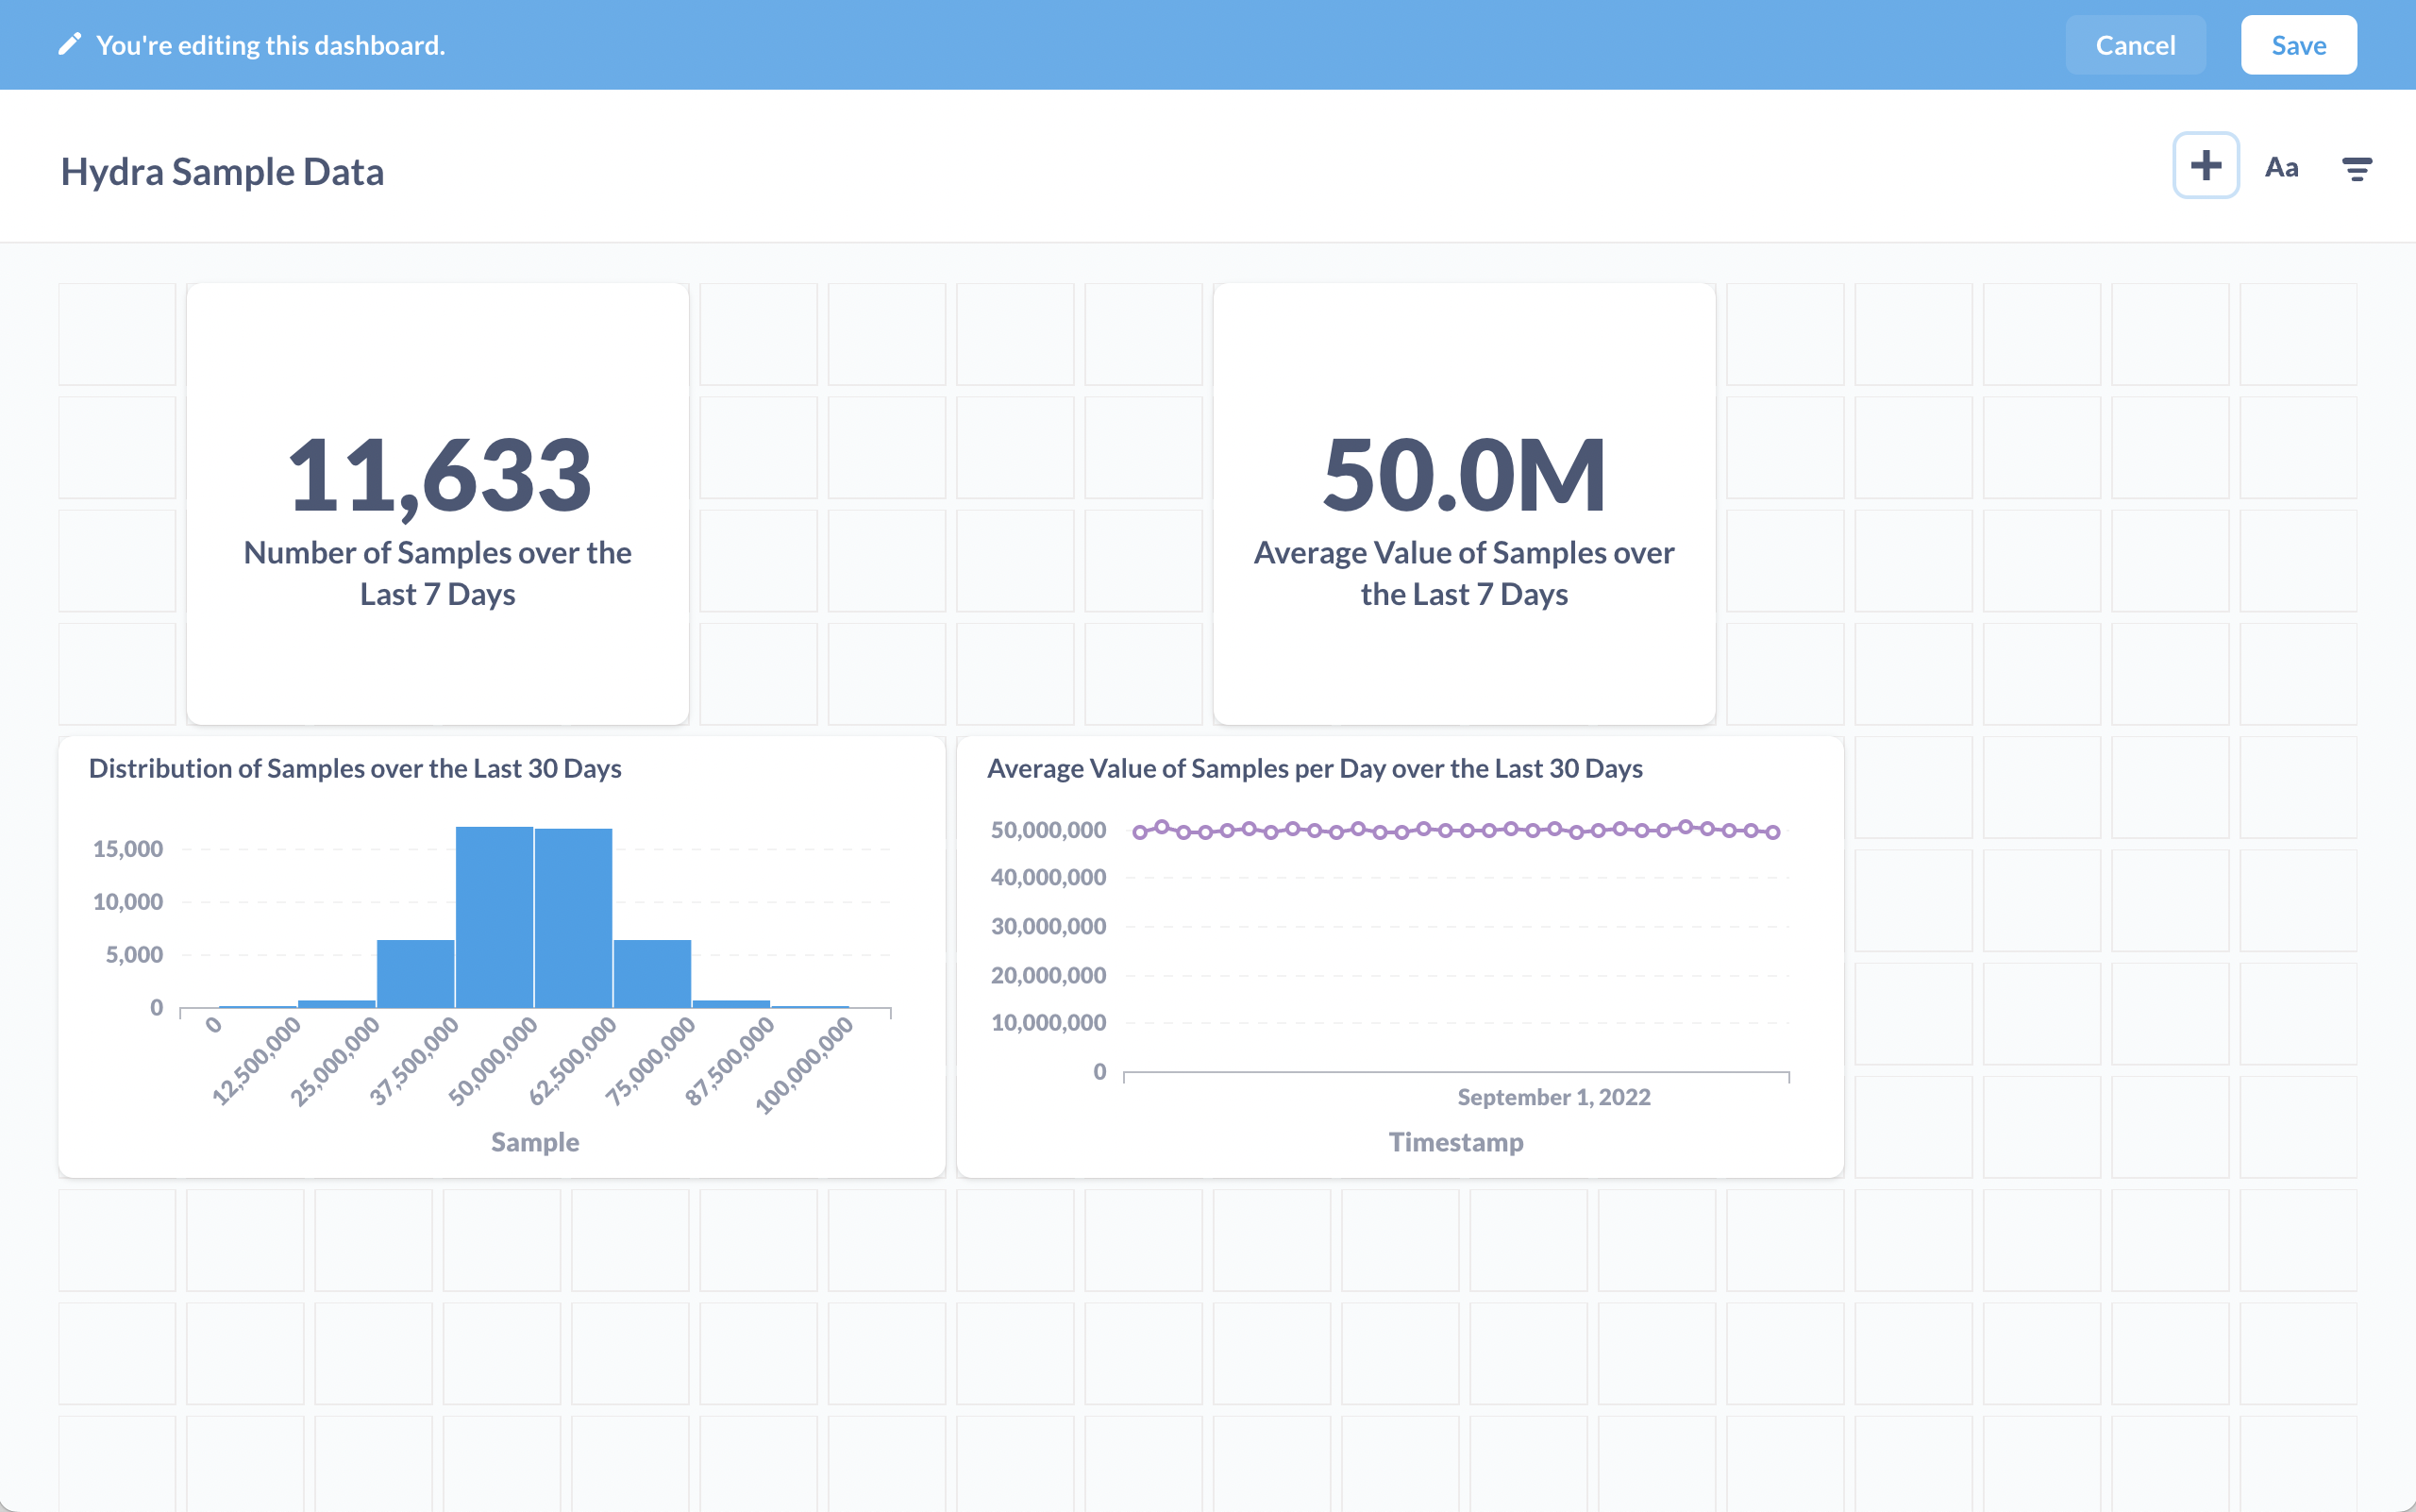 You're editing this dashboard.
Cancel
Save
Hydra Sample Data
Aa
11,633
Number of Samples over the
Last 7 Days
50.0M
Average Value of Samples over
the Last 7 Days
Distribution of Samples over the Last 30 Days
15,000
10,000
5,000
0
0
12,500,000
25,000,000
37,500,000
50,000,000
62,500,000
75,000,000
87,500,000
100,000,000
Sample
Average Value of Samples per Day over the Last 30 Days
50,000,000
40,000,000
30,000,000
20,000,000
10,000,000
0
September 1, 2022
Timestamp